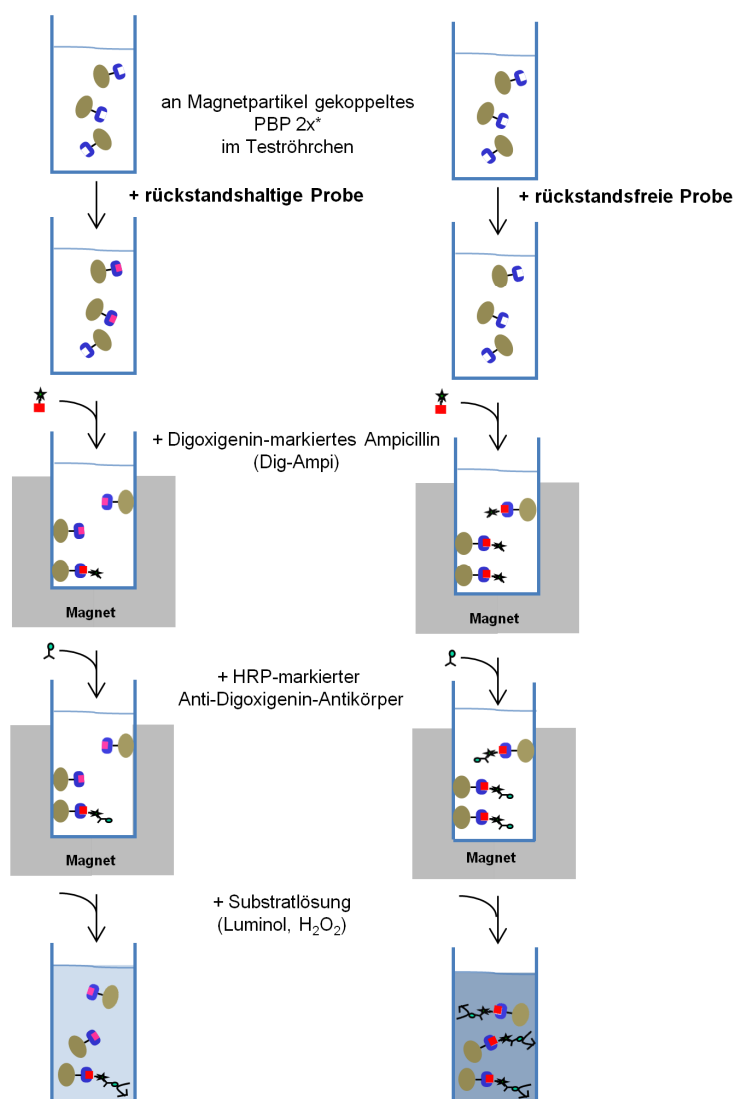 an Magnetpartikel gekoppeltes
PBP 2x*
im Teströhrchen
+ rückstandshaltige Probe
+ rückstandsfreie Probe
+ Digoxigenin-markiertes Ampicillin
(Dig-Ampi)
Magnet
Magnet
+ HRP-markierter
Anti-Digoxigenin-Antikörper
Magnet
Magnet
+ Substratlösung
(Luminol, H₂O₂)